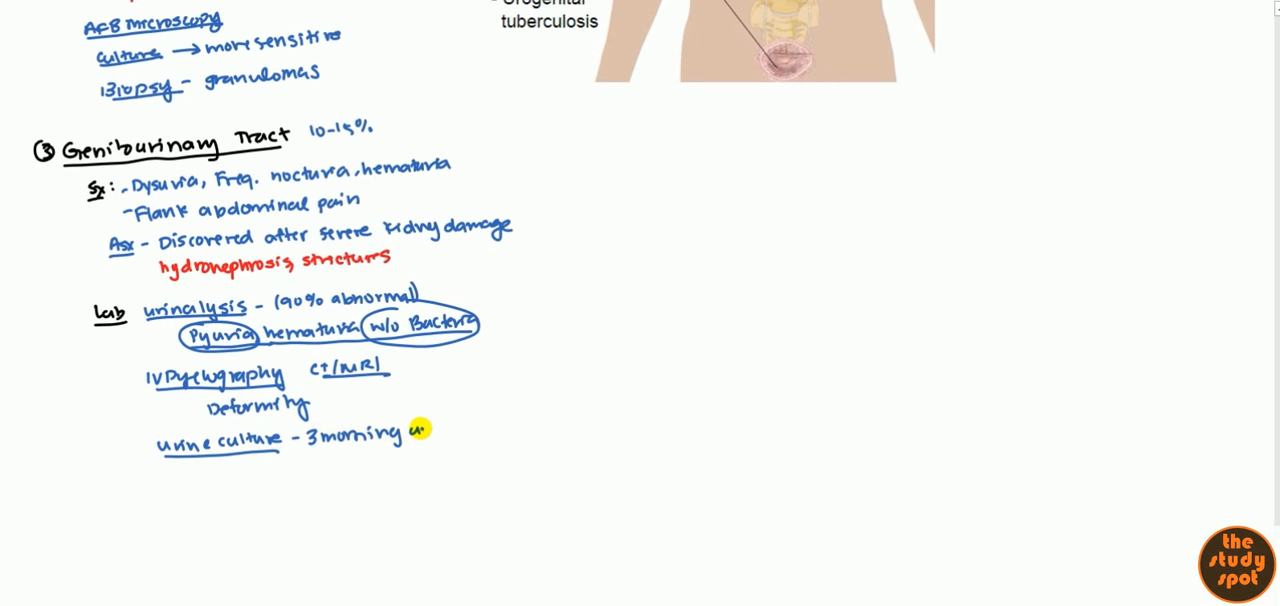 AFB microscopy
culture → more sensitive
Biopsy - granulomas
Urogenital
tuberculosis
③ Genitourinary Tract 10-15%
Sx: - Dysuria, Freq. nocturia, hematuria
- Flank abdominal pain
Asx - Discovered after severe kidney damage
hydronephrosis, strictures
Lab urinalysis - (90% abnormal)
Pyuria hematuria w/o Bacteria
IV Pyelography CT/MRI
Deformity
urine culture - 3 morning
the
study
spot